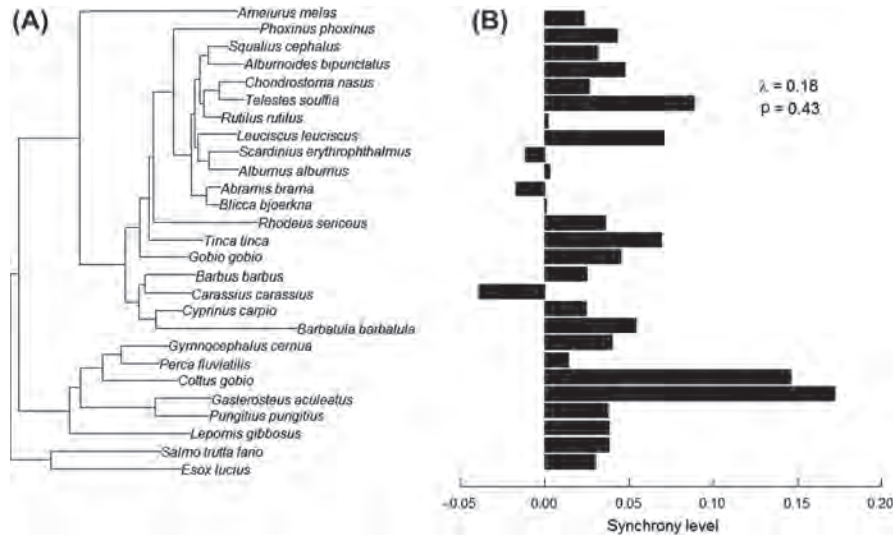 (A)
Ameiurus melas
Phoxinus phoxinus
Squalius cephalus
Alburnoides bipunctatus
Chondrostoma nasus
Telestes souffia
Rutilus rutilus
Leuciscus leuciscus
Scardinius erythrophthalmus
Alburnus alburnus
Abramis brama
Blicca bjoerkna
Rhodeus sericeus
Tinca tinca
Gobio gobio
Barbus barbus
Carassius carassius
Cyprinus carpio
Barbatula barbatula
Gymnocephalus cernua
Perca fluviatilis
Cottus gobio
Gasterosteus aculeatus
Pungitius pungitius
Lepomis gibbosus
Salmo trutta fario
Esox lucius
(B)
λ = 0.18
p = 0.43
-0.05 0.00 0.05 0.10 0.15 0.20
Synchrony level